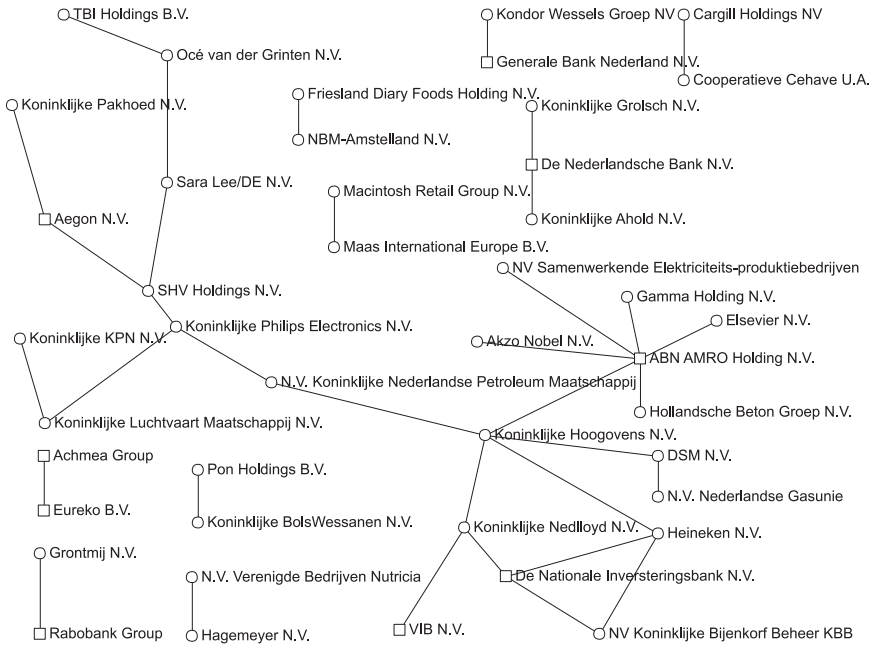 TBI Holdings B.V.
Kondor Wessels Groep NV
Cargill Holdings NV
Océ van der Grinten N.V.
Generale Bank Nederland N.V.
Cooperatieve Cehave U.A.
Koninklijke Pakhoed N.V.
Friesland Diary Foods Holding N.V.
Koninklijke Grolsch N.V.
NBM-Amstelland N.V.
De Nederlandsche Bank N.V.
Sara Lee/DE N.V.
Macintosh Retail Group N.V.
Aegon N.V.
Koninklijke Ahold N.V.
Maas International Europe B.V.
NV Samenwerkende Elektriciteits-produktiebedrijven
SHV Holdings N.V.
Gamma Holding N.V.
Koninklijke Philips Electronics N.V.
Elsevier N.V.
Koninklijke KPN N.V.
Akzo Nobel N.V.
ABN AMRO Holding N.V.
N.V. Koninklijke Nederlandse Petroleum Maatschappij
Hollandsche Beton Groep N.V.
Koninklijke Luchtvaart Maatschappij N.V.
Koninklijke Hoogovens N.V.
Achmea Group
DSM N.V.
Pon Holdings B.V.
N.V. Nederlandse Gasunie
Eureko B.V.
Koninklijke BolsWessanen N.V.
Koninklijke Nedlloyd N.V.
Heineken N.V.
Grontmij N.V.
N.V. Verenigde Bedrijven Nutricia
De Nationale Inversteringsbank N.V.
Rabobank Group
Hagemeyer N.V.
VIB N.V.
NV Koninklijke Bijenkorf Beheer KBB